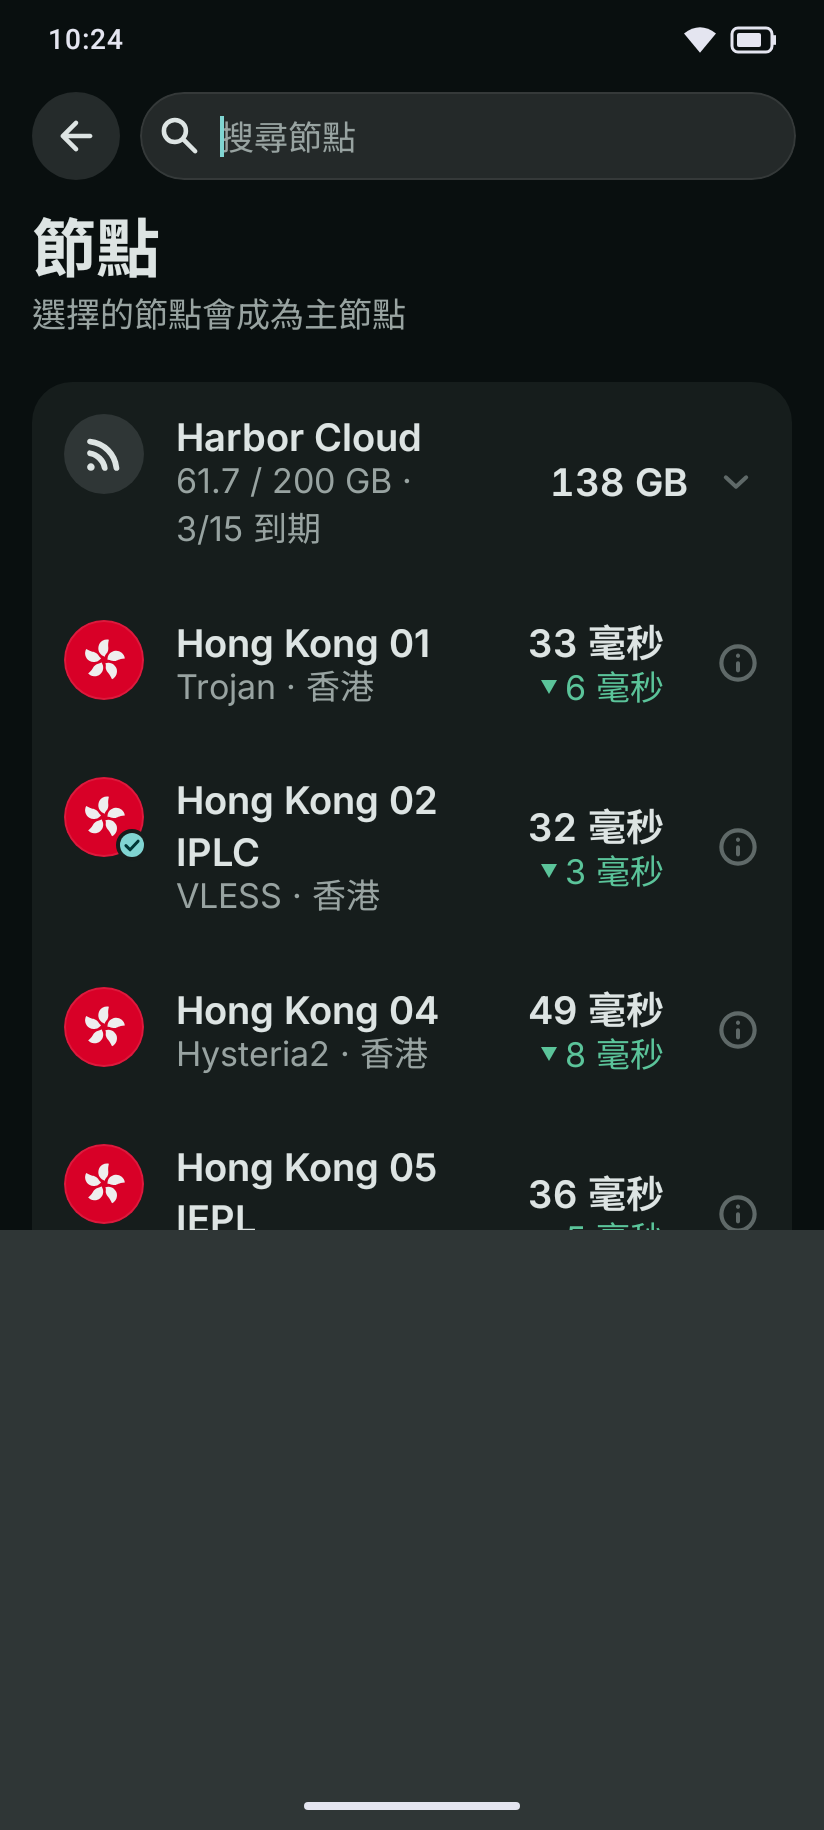 10:24
搜尋節點
節點
選擇的節點會成為主節點
Harbor Cloud
61.7 / 200 GB ·
3/15 到期
138 GB
Hong Kong 01
Trojan · 香港
33 毫秒
▼6 毫秒
Hong Kong 02
IPLC
VLESS · 香港
32 毫秒
▼3 毫秒
Hong Kong 04
Hysteria2 · 香港
49 毫秒
▼8 毫秒
Hong Kong 05
IEPL
36 毫秒